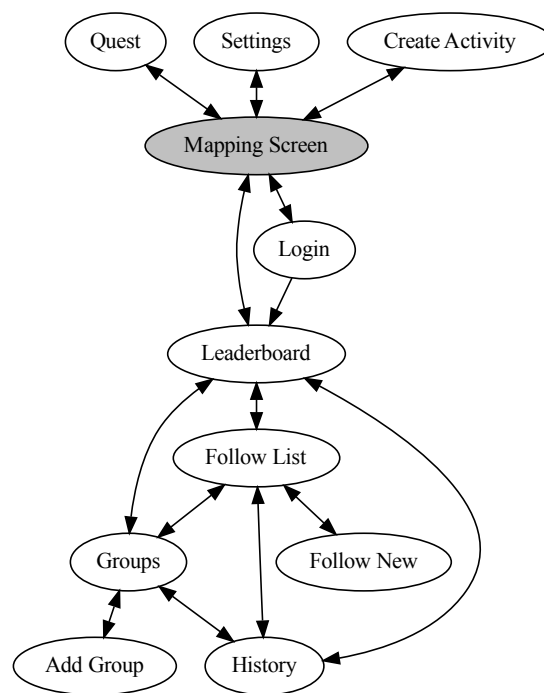 Quest
Settings
Create Activity
Mapping Screen
Login
Leaderboard
Follow List
Groups
Follow New
Add Group
History